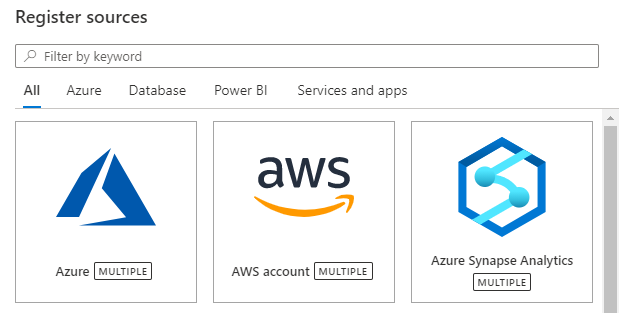 Register sources
Filter by keyword
All Azure Database Power BI Services and apps
aws
Azure MULTIPLE
AWS account MULTIPLE
Azure Synapse Analytics
MULTIPLE